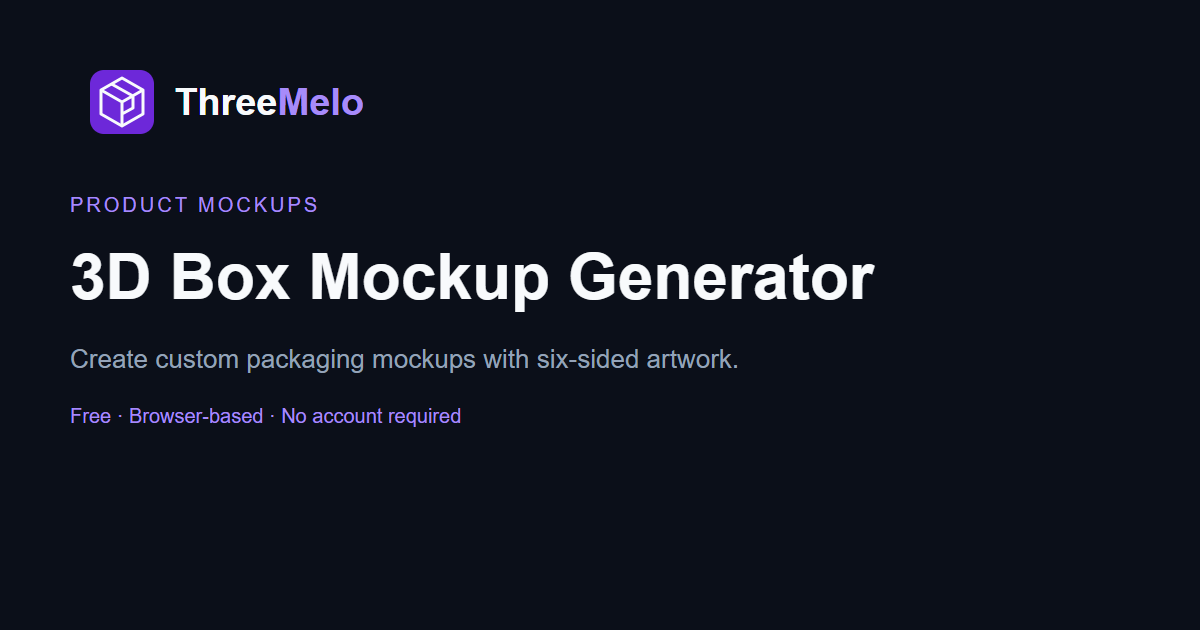 ThreeMelo
PRODUCT MOCKUPS
3D Box Mockup Generator
Create custom packaging mockups with six-sided artwork.
Free · Browser-based · No account required